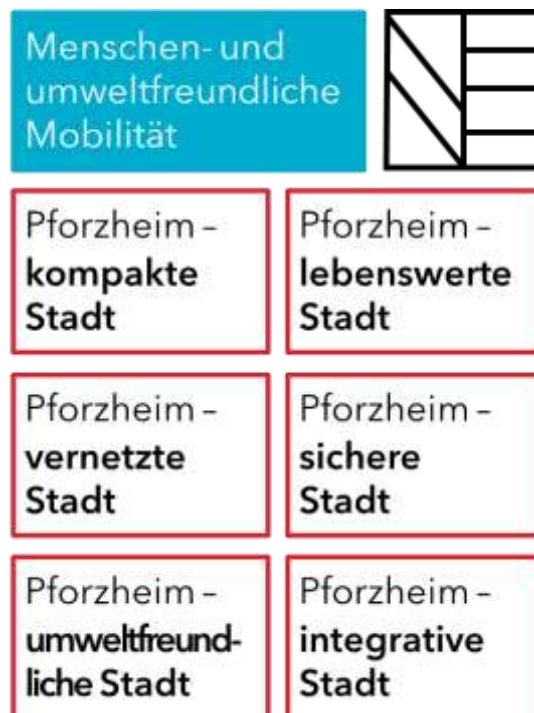 Menschen- und
umweltfreundliche
Mobilität
Pforzheim –
kompakte
Stadt
Pforzheim –
lebenswerte
Stadt
Pforzheim –
vernetzte
Stadt
Pforzheim –
sichere
Stadt
Pforzheim –
umweltfreund-
liche Stadt
Pforzheim –
integrative
Stadt